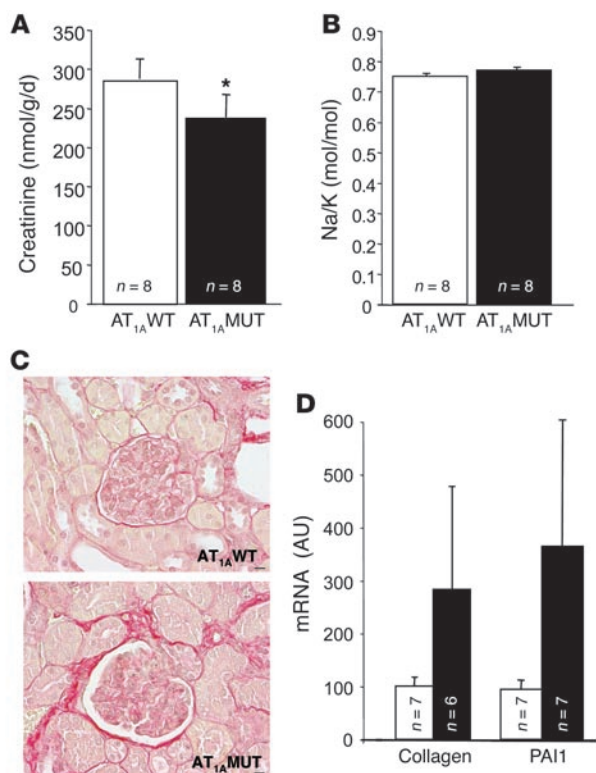 A
Creatinine (nmol/g/d)
350
300
250
200
150
100
50
0
*
n = 8
n = 8
AT1AWT
AT1AMUT
B
Na/K (mol/mol)
0.9
0.8
0.7
0.6
0.5
0.4
0.3
0.2
0.1
0
n = 8
n = 8
AT1AWT
AT1AMUT
C
AT1AWT
AT1AMUT
D
mRNA (AU)
600
500
400
300
200
100
0
n = 7
n = 6
n = 7
n = 7
Collagen
PAI1